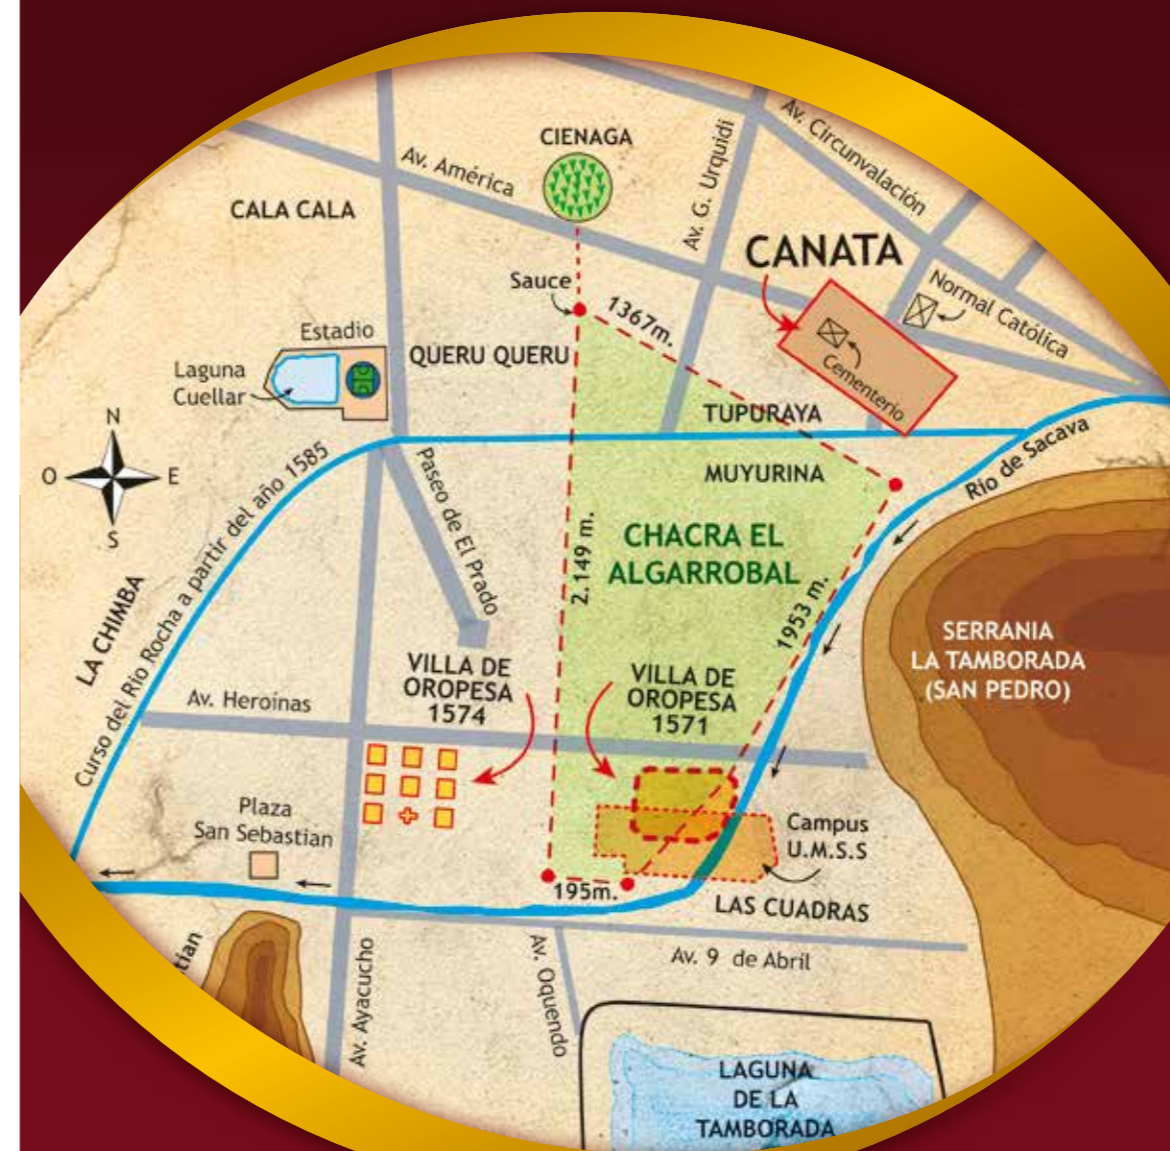 Av. Circunvalación
CIENAGA
Av. América
Av. G. Urquidi
CALA CALA
CANATA
Sauce
1367m.
Normal Católica
Estadio
QUERU QUERU
Laguna
Cuellar
Cementerio
TUPURAYA
N
O
E
S
MUYURINA
Rio de Sacava
Curso del Rio Rocha a partir del año 1585
Paseo de El Prado
2.149 m.
CHACRA EL
ALGARROBAL
1953 m.
LA CHIMBA
SERRANIA
LA TAMBORADA
(SAN PEDRO)
VILLA DE
OROPESA
1574
VILLA DE
OROPESA
1571
Av. Heroinas
Plaza
San Sebastian
Campus
U.M.S.S
195m.
LAS CUADRAS
tian
Av. Ayacucho
Av. Oquendo
Av. 9 de Abril
LAGUNA
DE LA
TAMBORADA